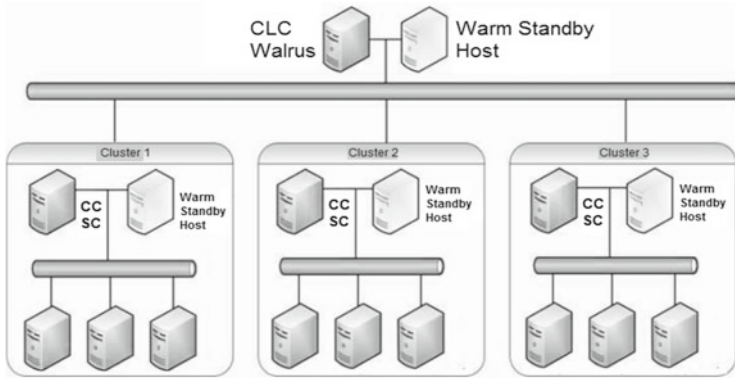 CLC
Walrus
Warm Standby
Host
Cluster 1
CC
SC
Warm
Standby
Host
Cluster 2
CC
SC
Warm
Standby
Host
Cluster 3
CC
SC
Warm
Standby
Host